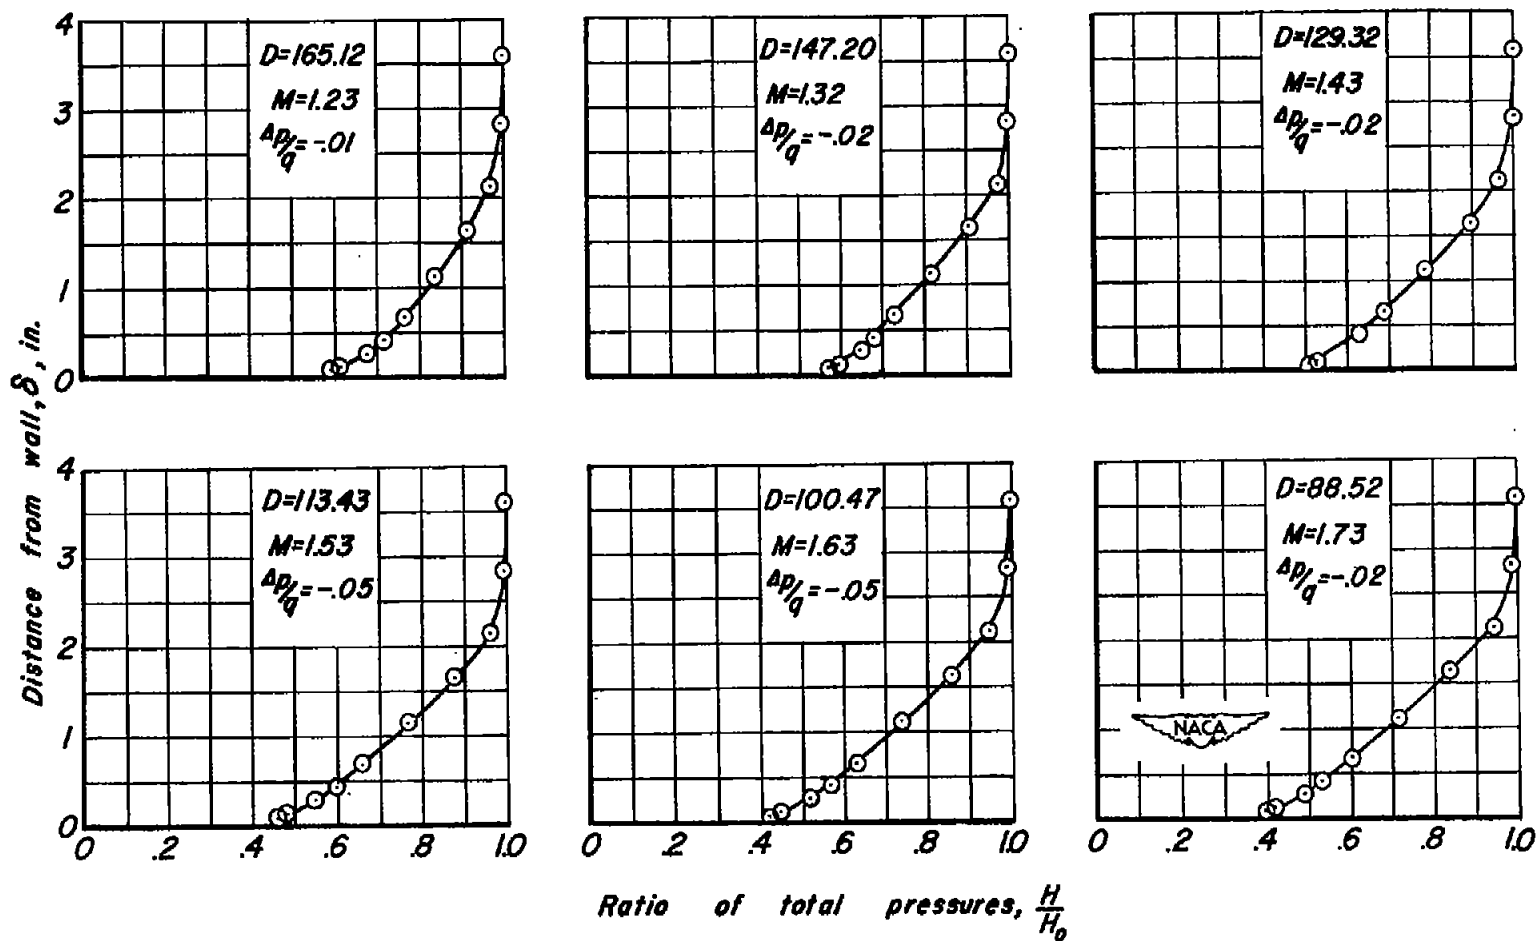 4
3
2
1
0
D=165.12
M=1.23
Δp/q=-.01
D=147.20
M=1.32
Δp/q=-.02
D=129.32
M=1.43
Δp/q=-.02
Distance from wall, δ, in.
4
3
2
1
0
D=113.43
M=1.53
Δp/q=-.05
D=100.47
M=1.63
Δp/q=-.05
D=88.52
M=1.73
Δp/q=-.02
NACA
0 .2 .4 .6 .8 1.0
0 .2 .4 .6 .8 1.0
0 .2 .4 .6 .8 1.0
Ratio of total pressures, H/H₀